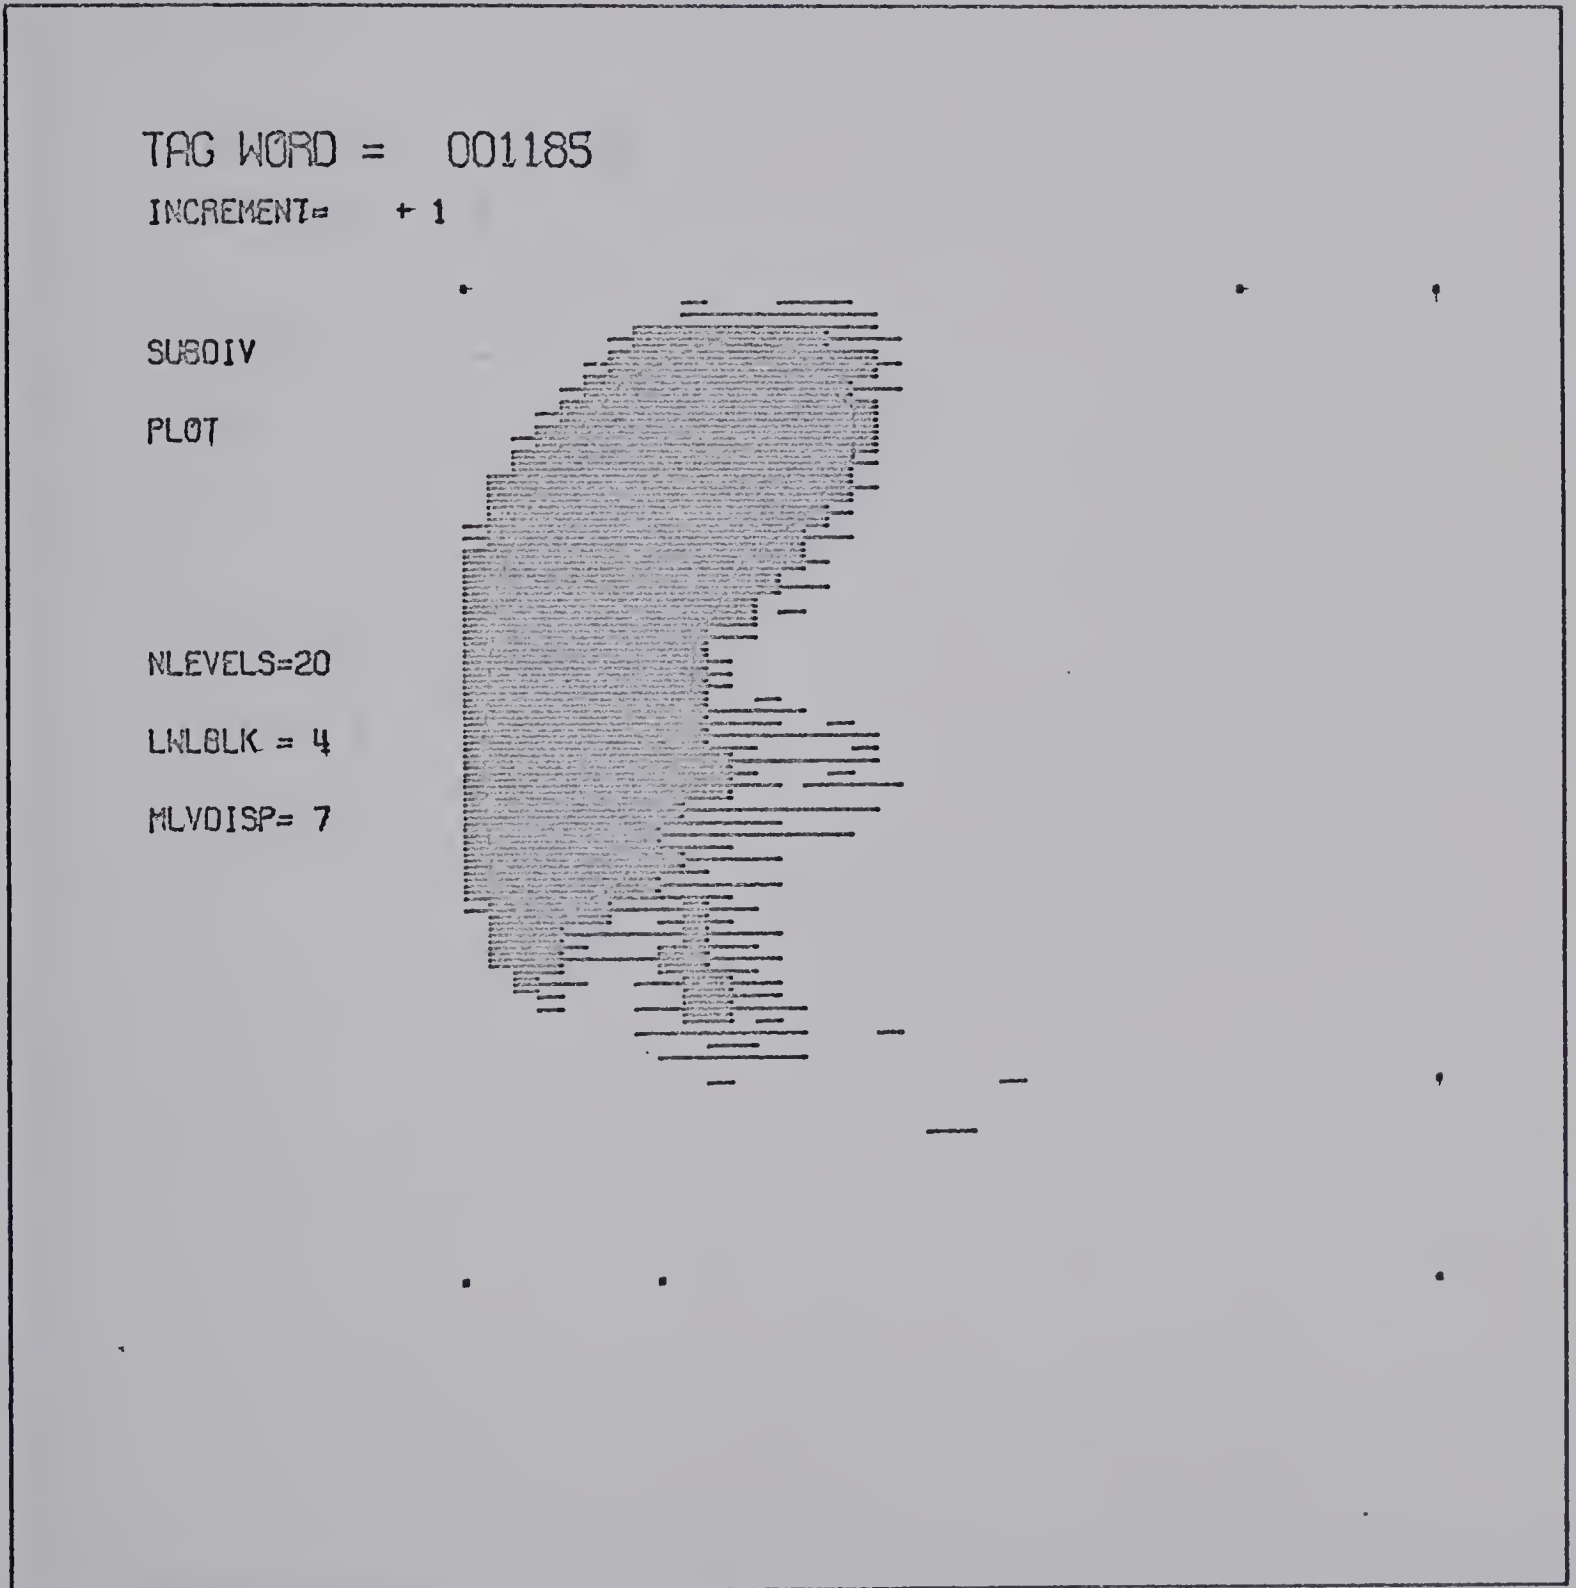 TAG WORD = 001185
INCREMENT= + 1
SUBDIV
PLOT
NLEVELS=20
LWLBLK = 4
MLVDISP= 7